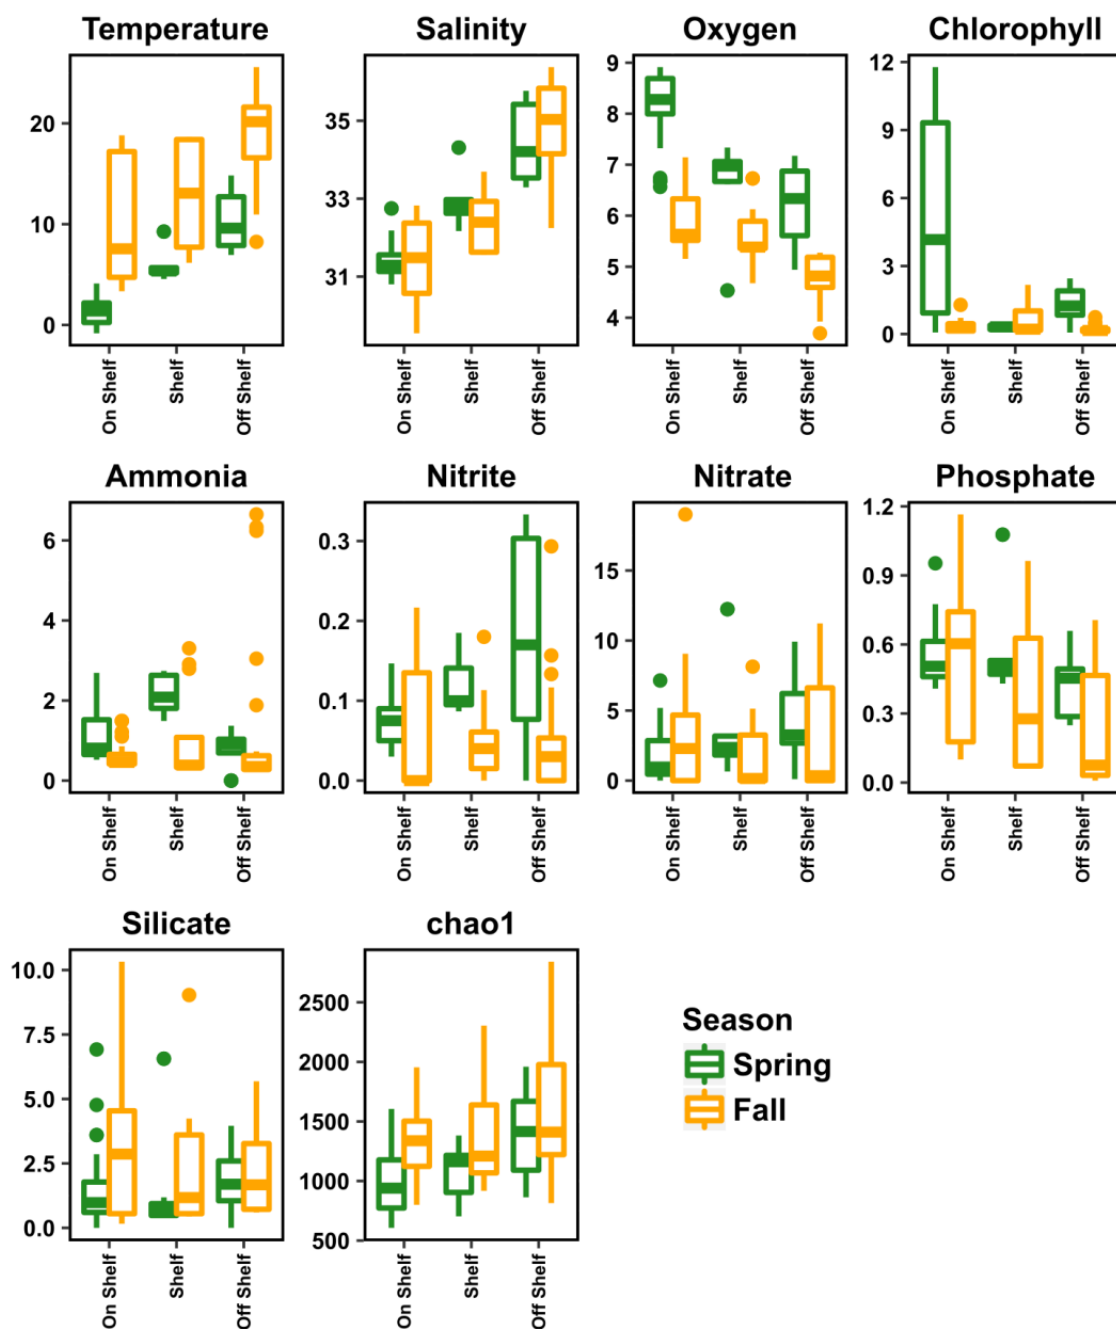 Temperature Salinity Oxygen Chlorophyll
20
10
0
On Shelf
Shelf
Off Shelf
35
33
31
On Shelf
Shelf
Off Shelf
9
8
7
6
5
4
On Shelf
Shelf
Off Shelf
12
9
6
3
0
On Shelf
Shelf
Off Shelf
Ammonia Nitrite Nitrate Phosphate
6
4
2
0
On Shelf
Shelf
Off Shelf
0.3
0.2
0.1
0.0
On Shelf
Shelf
Off Shelf
15
10
5
0
On Shelf
Shelf
Off Shelf
1.2
0.9
0.6
0.3
0.0
On Shelf
Shelf
Off Shelf
Silicate chao1
10.0
7.5
5.0
2.5
0.0
On Shelf
Shelf
Off Shelf
2500
2000
1500
1000
500
On Shelf
Shelf
Off Shelf
Season
Spring
Fall